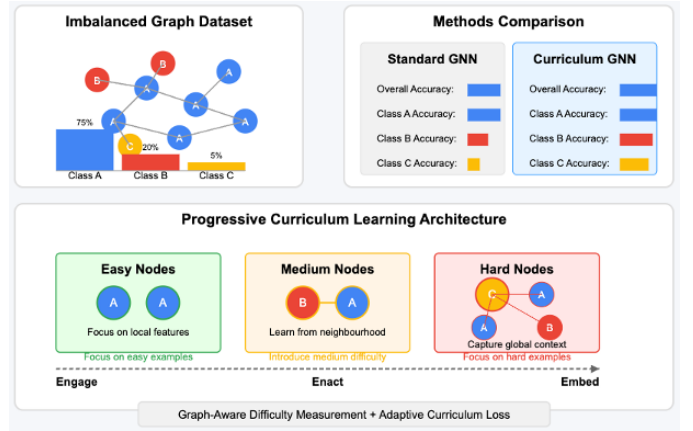 Imbalanced Graph Dataset
B
B
A
A
A
A
A
A
C
75%
20%
5%
Class A
Class B
Class C
Methods Comparison
Standard GNN
Overall Accuracy:
Class A Accuracy:
Class B Accuracy:
Class C Accuracy:
Curriculum GNN
Overall Accuracy:
Class A Accuracy:
Class B Accuracy:
Class C Accuracy:
Progressive Curriculum Learning Architecture
Easy Nodes
A A
Focus on local features
Focus on easy examples
Medium Nodes
B A
Learn from neighbourhood
Introduce medium difficulty
Hard Nodes
C
A
A
B
Capture global context
Focus on hard examples
Engage
Enact
Embed
Graph-Aware Difficulty Measurement + Adaptive Curriculum Loss